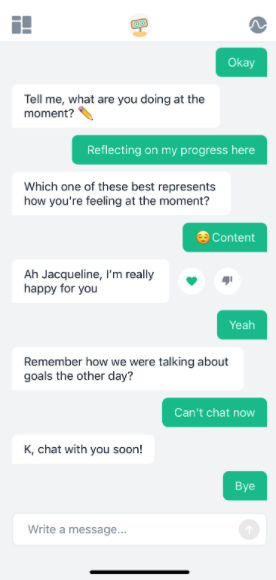 Okay
Tell me, what are you doing at the
moment? ✏️
Reflecting on my progress here
Which one of these best represents
how you're feeling at the moment?
😌 Content
Ah Jacqueline, I'm really
happy for you
Yeah
Remember how we were talking about
goals the other day?
Can't chat now
K, chat with you soon!
Bye
Write a message...